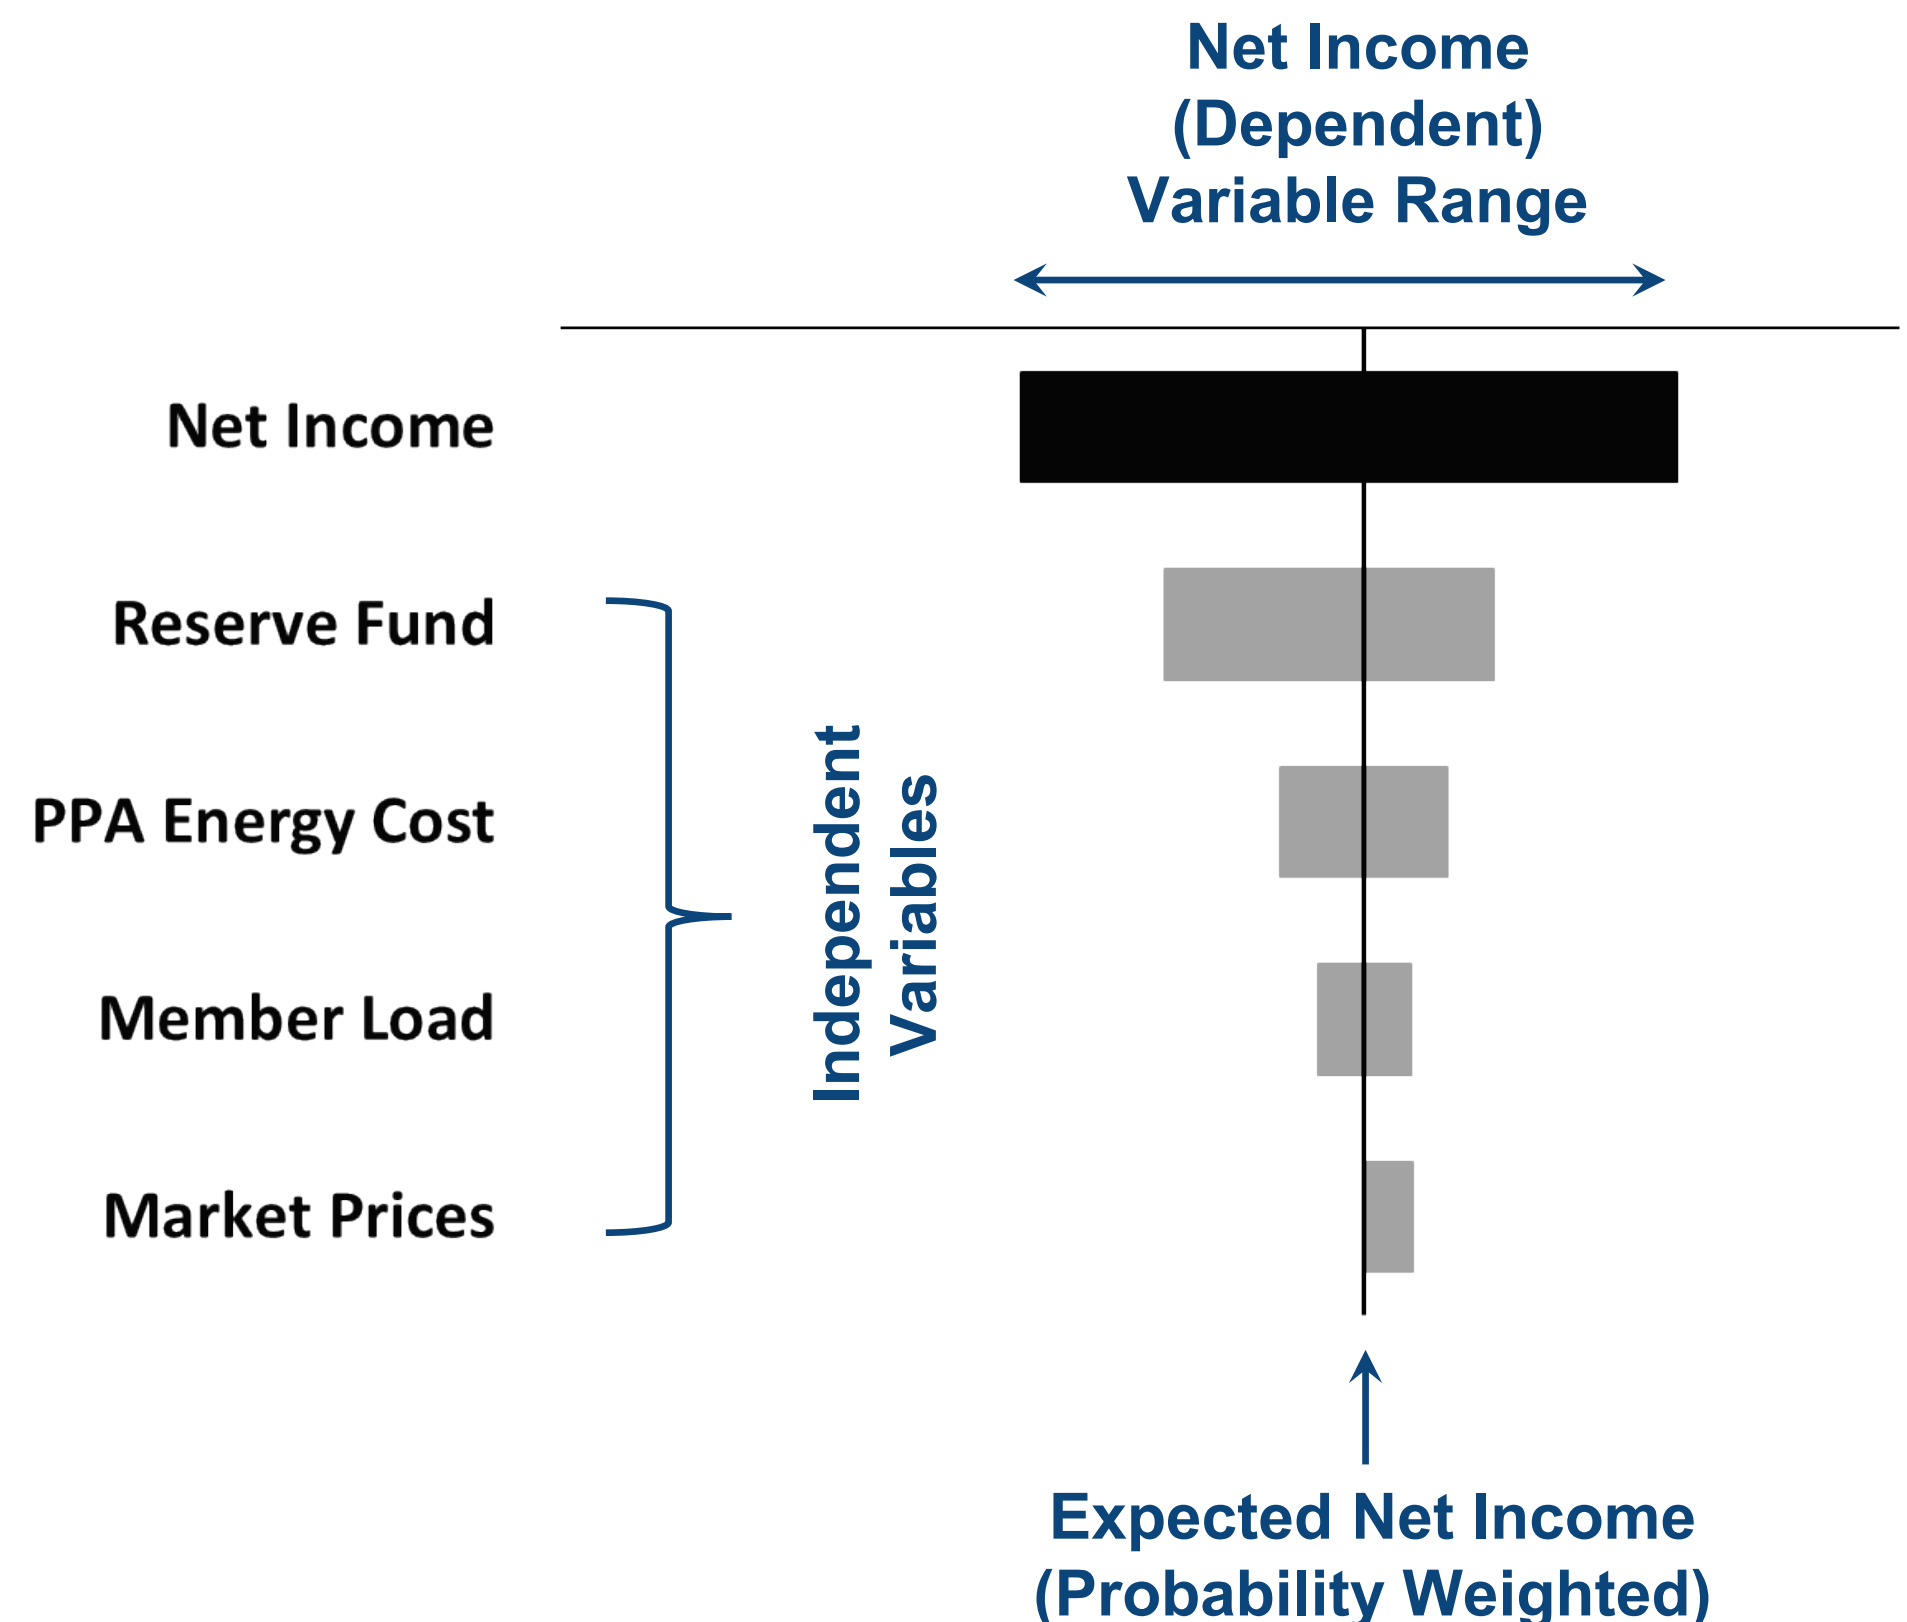 Net Income
(Dependent)
Variable Range
Net Income
Reserve Fund
PPA Energy Cost
Member Load
Market Prices
Independent
Variables
Expected Net Income
(Probability Weighted)